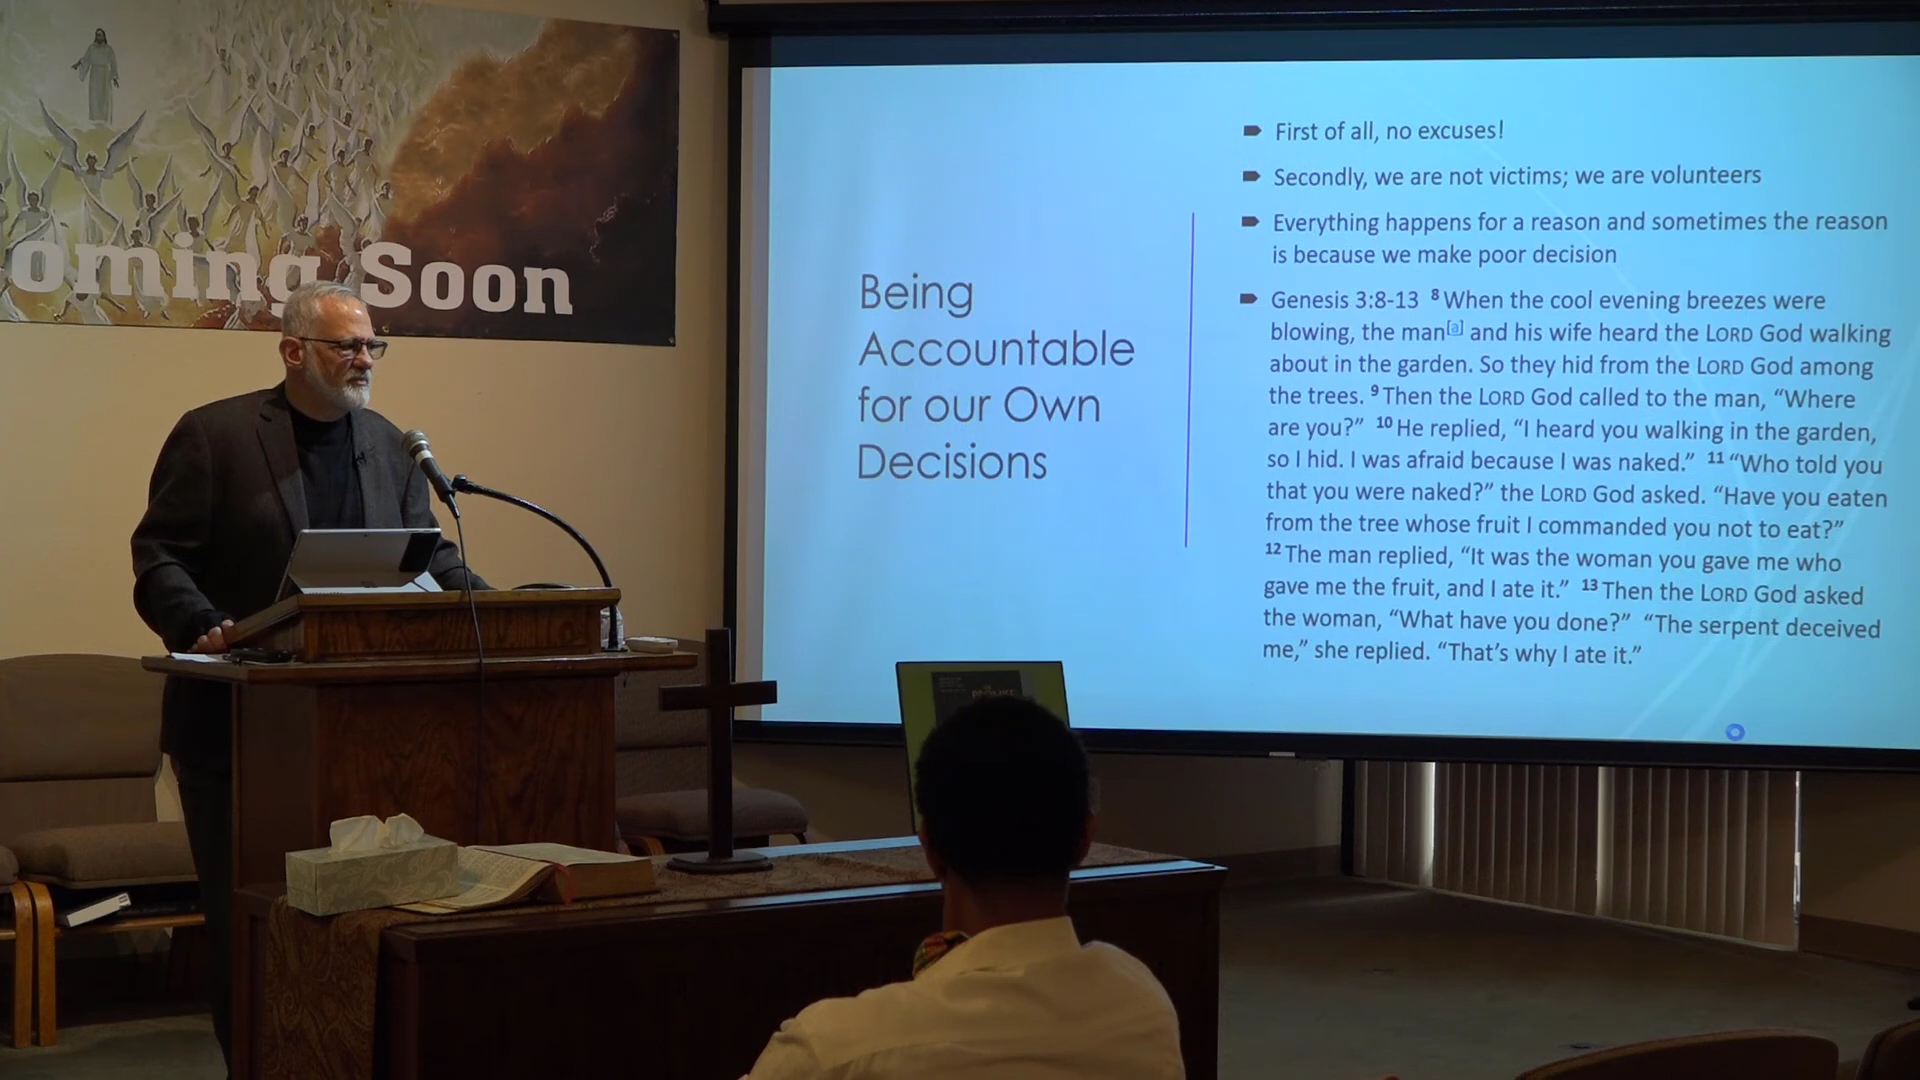 oming Soon
Being
Accountable
for our Own
Decisions
First of all, no excuses!
Secondly, we are not victims; we are volunteers
Everything happens for a reason and sometimes the reason
is because we make poor decision
Genesis 3:8-13 8 When the cool evening breezes were
blowing, the man[a] and his wife heard the LORD God walking
about in the garden. So they hid from the LORD God among
the trees. 9 Then the LORD God called to the man, “Where
are you?” 10 He replied, “I heard you walking in the garden,
so I hid. I was afraid because I was naked.” 11 “Who told you
that you were naked?” the LORD God asked. “Have you eaten
from the tree whose fruit I commanded you not to eat?”
12 The man replied, “It was the woman you gave me who
gave me the fruit, and I ate it.” 13 Then the LORD God asked
the woman, “What have you done?” “The serpent deceived
me,” she replied. “That’s why I ate it.”